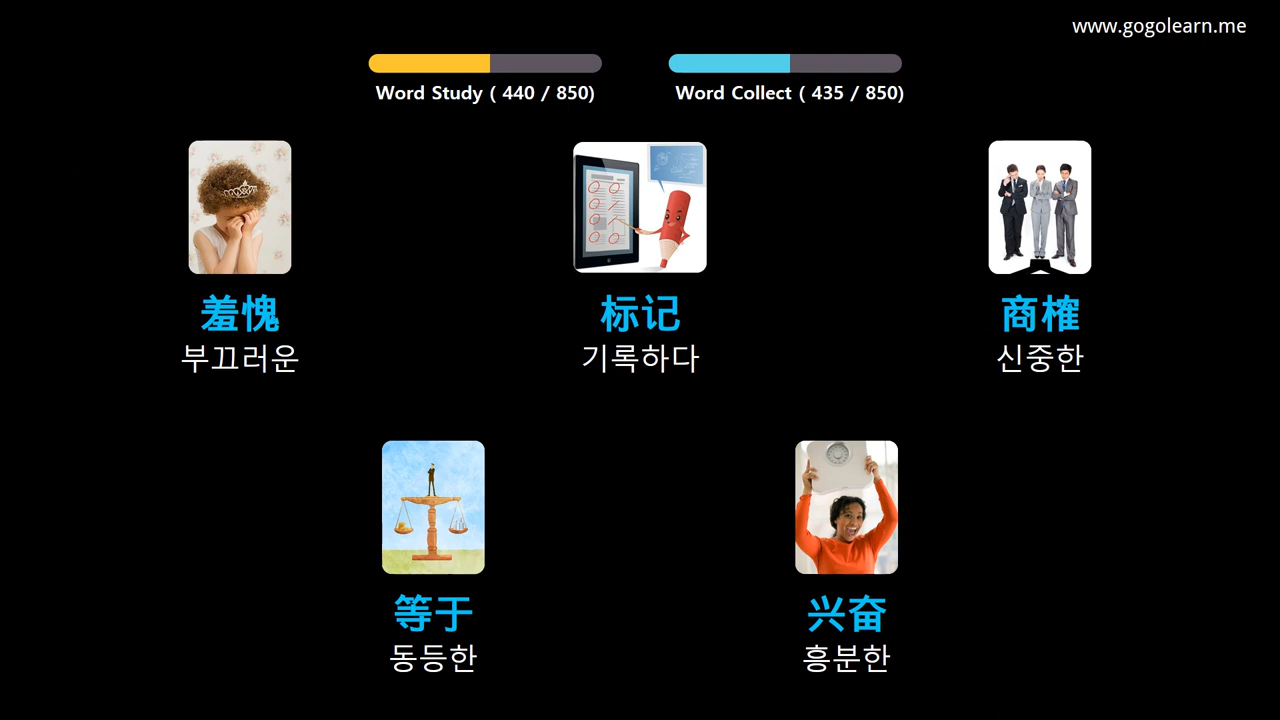 www.gogolearn.me
Word Study ( 440 / 850)
Word Collect ( 435 / 850)
羞愧
부끄러운
标记
기록하다
商榷
신중한
等于
동등한
兴奋
흥분한